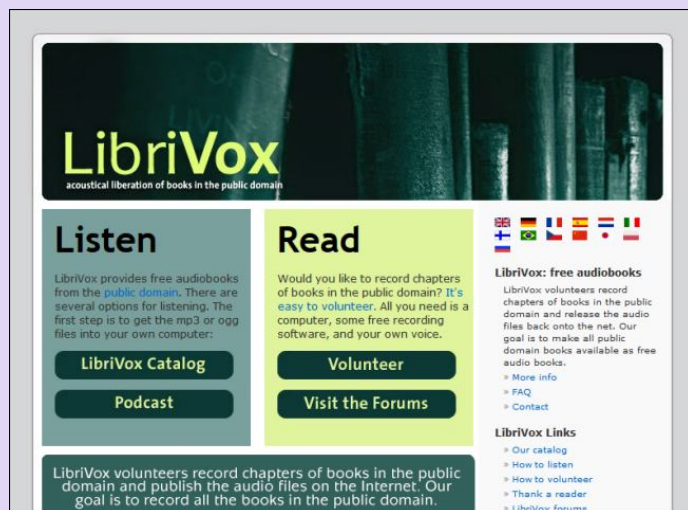 LibriVox
acoustical liberation of books in the public domain
Listen
LibriVox provides free audiobooks
from the public domain. There are
several options for listening. The
first step is to get the mp3 or ogg
files into your own computer:
LibriVox Catalog
Podcast
Read
Would you like to record chapters
of books in the public domain? It's
easy to volunteer. All you need is a
computer, some free recording
software, and your own voice.
Volunteer
Visit the Forums
LibriVox: free audiobooks
LibriVox volunteers record
chapters of books in the public
domain and release the audio
files back onto the net. Our
goal is to make all public
domain books available as free
audio books.
» More info
» FAQ
» Contact
LibriVox Links
» Our catalog
» How to listen
» How to volunteer
» Thank a reader
» LibriVox forums
LibriVox volunteers record chapters of books in the public
domain and publish the audio files on the Internet. Our
goal is to record all the books in the public domain.